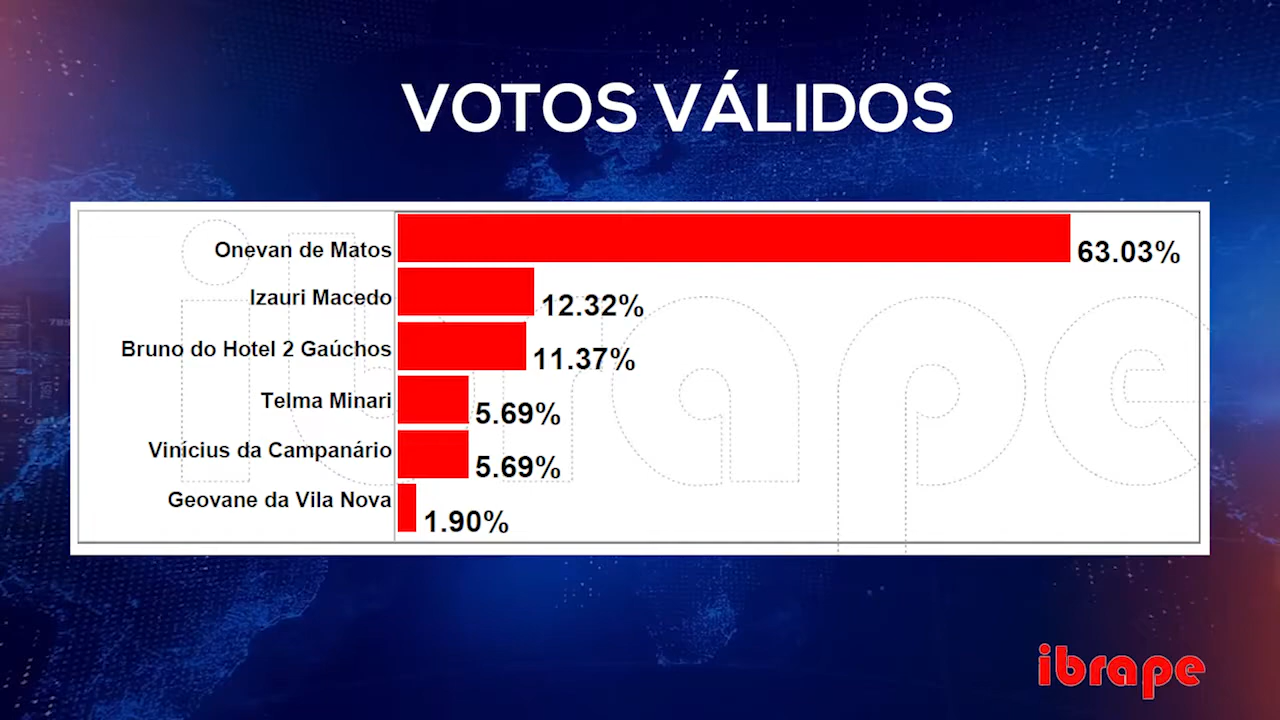 VOTOS VÁLIDOS
Onevan de Matos 63.03%
Izauri Macedo 12.32%
Bruno do Hotel 2 Gaúchos 11.37%
Telma Minari 5.69%
Vinícius da Campanário 5.69%
Geovane da Vila Nova 1.90%
ibrape
ibrape